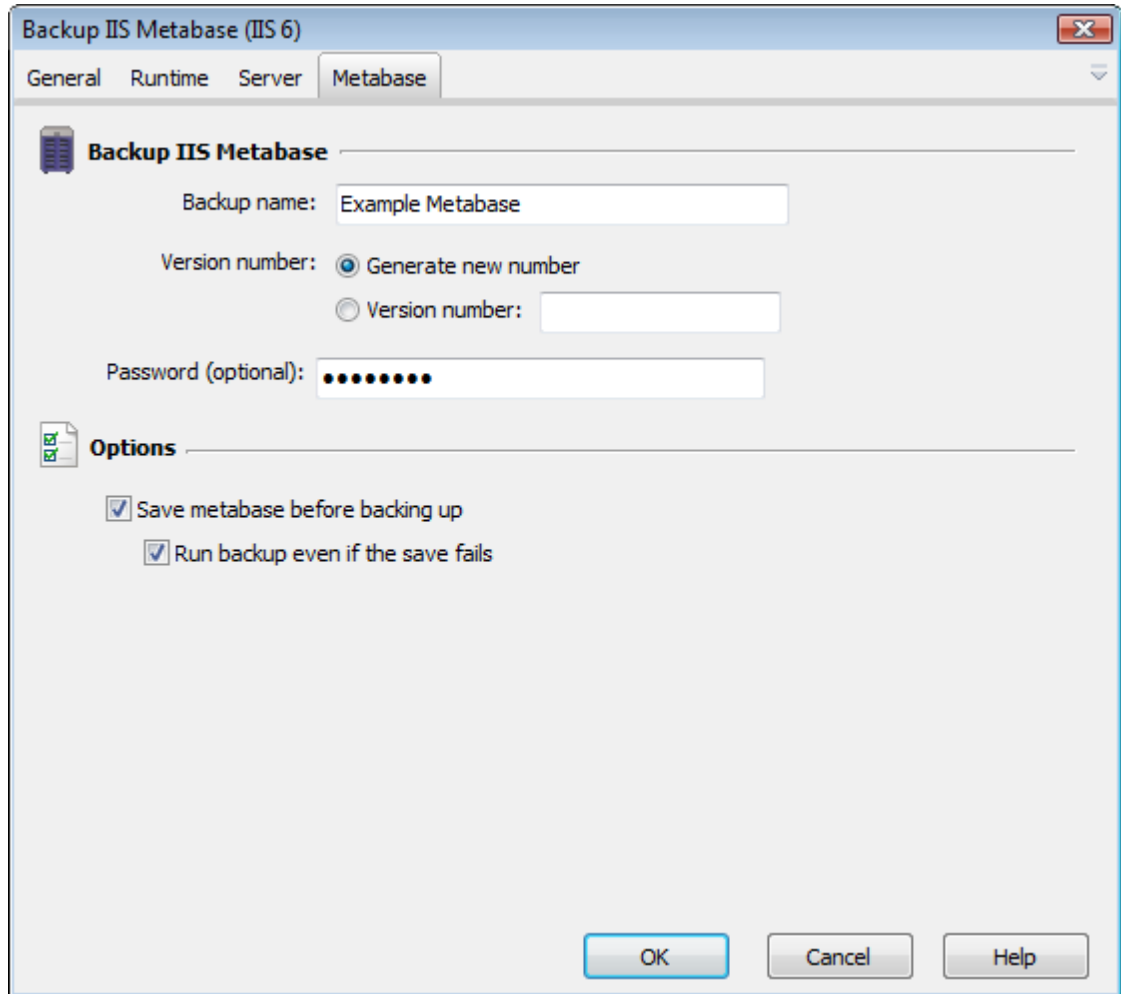 Backup IIS Metabase (IIS 6)
General Runtime Server Metabase
Backup IIS Metabase
Backup name: Example Metabase
Version number: Generate new number
Version number:
Password (optional): ••••••••
Options
Save metabase before backing up
Run backup even if the save fails
OK Cancel Help